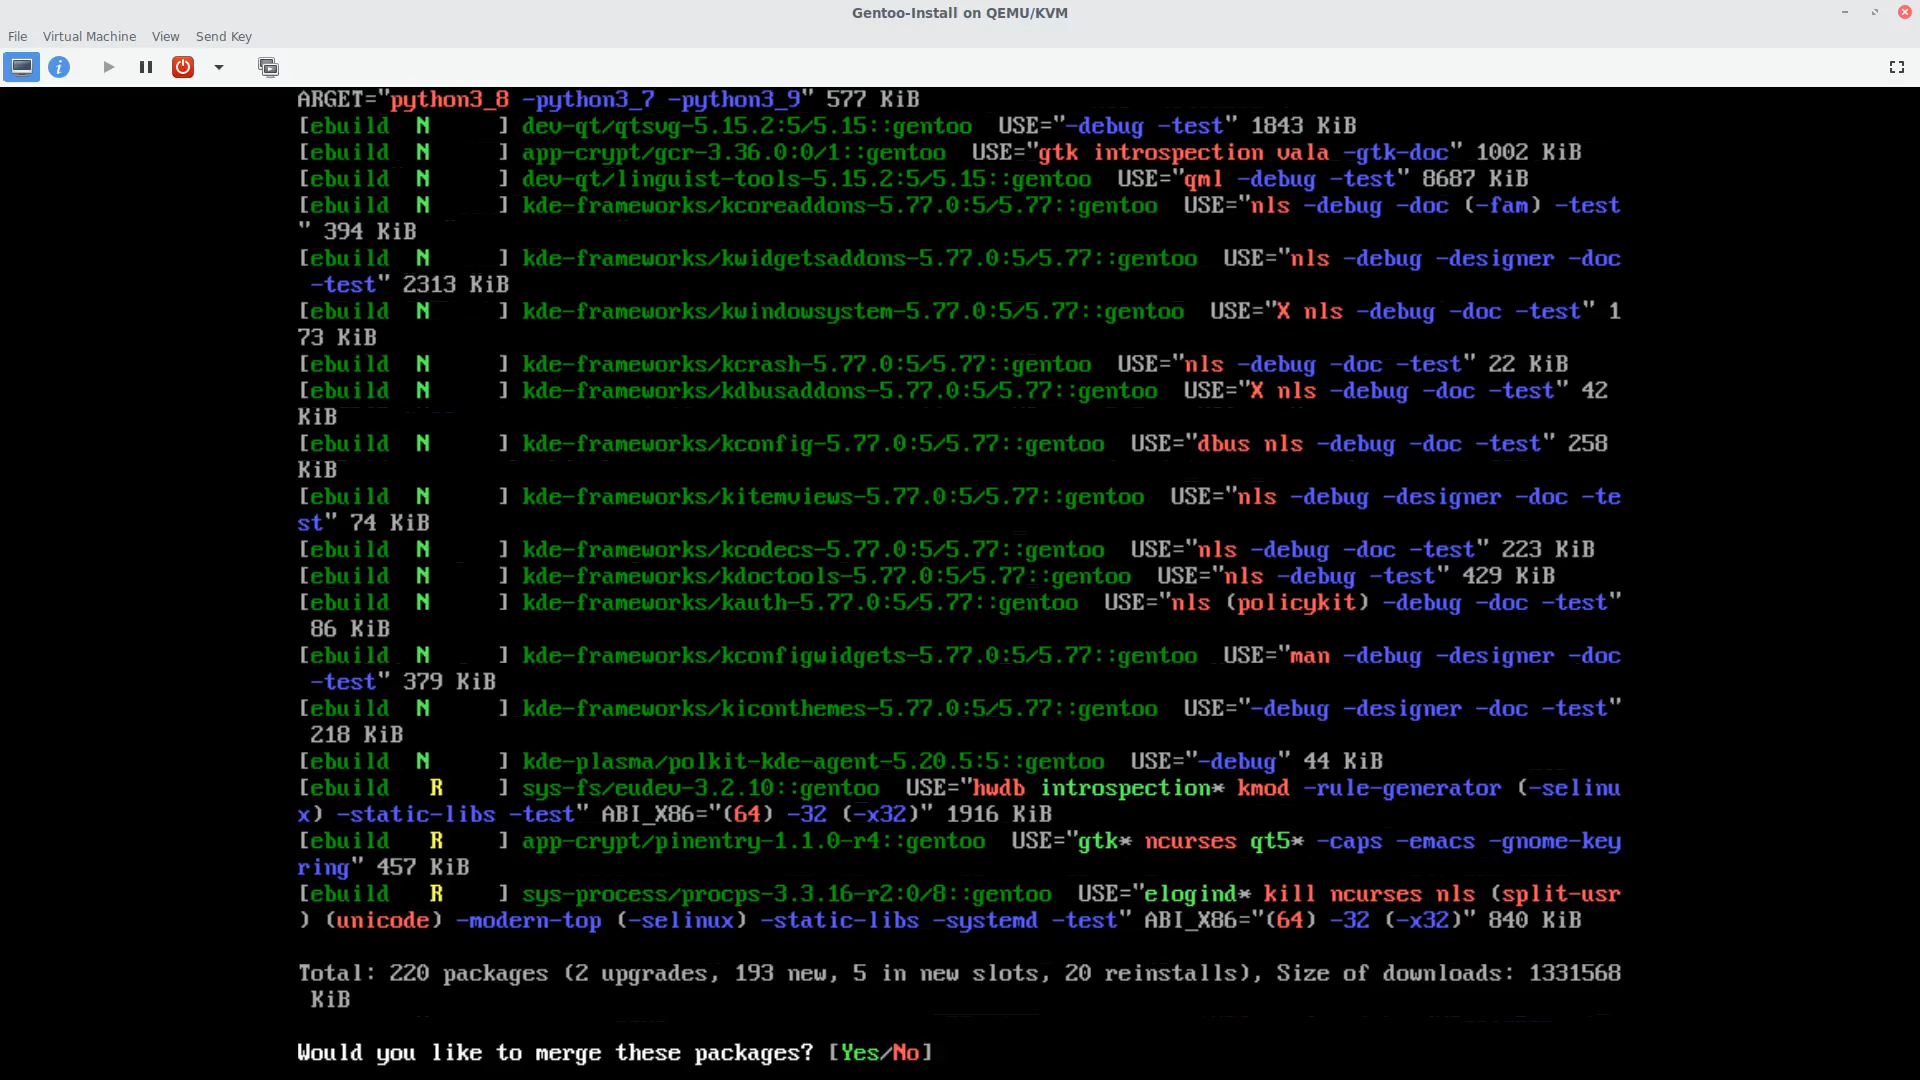 Gentoo-Install on QEMU/KVM
File Virtual Machine View Send Key
ARGET="python3_8 -python3_7 -python3_9" 577 KiB
[ebuild  N     ] dev-qt/qtsvg-5.15.2:5/5.15::gentoo  USE="-debug -test" 1843 KiB
[ebuild  N     ] app-crypt/gcr-3.36.0:0/1::gentoo  USE="gtk introspection vala -gtk-doc" 1002 KiB
[ebuild  N     ] dev-qt/linguist-tools-5.15.2:5/5.15::gentoo  USE="qml -debug -test" 8687 KiB
[ebuild  N     ] kde-frameworks/kcoreaddons-5.77.0:5/5.77::gentoo  USE="nls -debug -doc (-fam) -test
" 394 KiB
[ebuild  N     ] kde-frameworks/kwidgetsaddons-5.77.0:5/5.77::gentoo  USE="nls -debug -designer -doc
 -test" 2313 KiB
[ebuild  N     ] kde-frameworks/kwindowsystem-5.77.0:5/5.77::gentoo  USE="X nls -debug -doc -test" 1
73 KiB
[ebuild  N     ] kde-frameworks/kcrash-5.77.0:5/5.77::gentoo  USE="nls -debug -doc -test" 22 KiB
[ebuild  N     ] kde-frameworks/kdbusaddons-5.77.0:5/5.77::gentoo  USE="X nls -debug -doc -test" 42
KiB
[ebuild  N     ] kde-frameworks/kconfig-5.77.0:5/5.77::gentoo  USE="dbus nls -debug -doc -test" 258
KiB
[ebuild  N     ] kde-frameworks/kitemviews-5.77.0:5/5.77::gentoo  USE="nls -debug -designer -doc -te
st" 74 KiB
[ebuild  N     ] kde-frameworks/kcodecs-5.77.0:5/5.77::gentoo  USE="nls -debug -doc -test" 223 KiB
[ebuild  N     ] kde-frameworks/kdoctools-5.77.0:5/5.77::gentoo  USE="nls -debug -test" 429 KiB
[ebuild  N     ] kde-frameworks/kauth-5.77.0:5/5.77::gentoo  USE="nls (policykit) -debug -doc -test"
 86 KiB
[ebuild  N     ] kde-frameworks/kconfigwidgets-5.77.0:5/5.77::gentoo  USE="man -debug -designer -doc
 -test" 379 KiB
[ebuild  N     ] kde-frameworks/kiconthemes-5.77.0:5/5.77::gentoo  USE="-debug -designer -doc -test"
 218 KiB
[ebuild  N     ] kde-plasma/polkit-kde-agent-5.20.5:5::gentoo  USE="-debug" 44 KiB
[ebuild   R    ] sys-fs/eudev-3.2.10::gentoo  USE="hwdb introspection* kmod -rule-generator (-selinu
x) -static-libs -test" ABI_X86="(64) -32 (-x32)" 1916 KiB
[ebuild   R    ] app-crypt/pinentry-1.1.0-r4::gentoo  USE="gtk* ncurses qt5* -caps -emacs -gnome-key
ring" 457 KiB
[ebuild   R    ] sys-process/procps-3.3.16-r2:0/8::gentoo  USE="elogind* kill ncurses nls (split-usr
) (unicode) -modern-top (-selinux) -static-libs -systemd -test" ABI_X86="(64) -32 (-x32)" 840 KiB
Total: 220 packages (2 upgrades, 193 new, 5 in new slots, 20 reinstalls), Size of downloads: 1331568
 KiB
Would you like to merge these packages? [Yes/No]